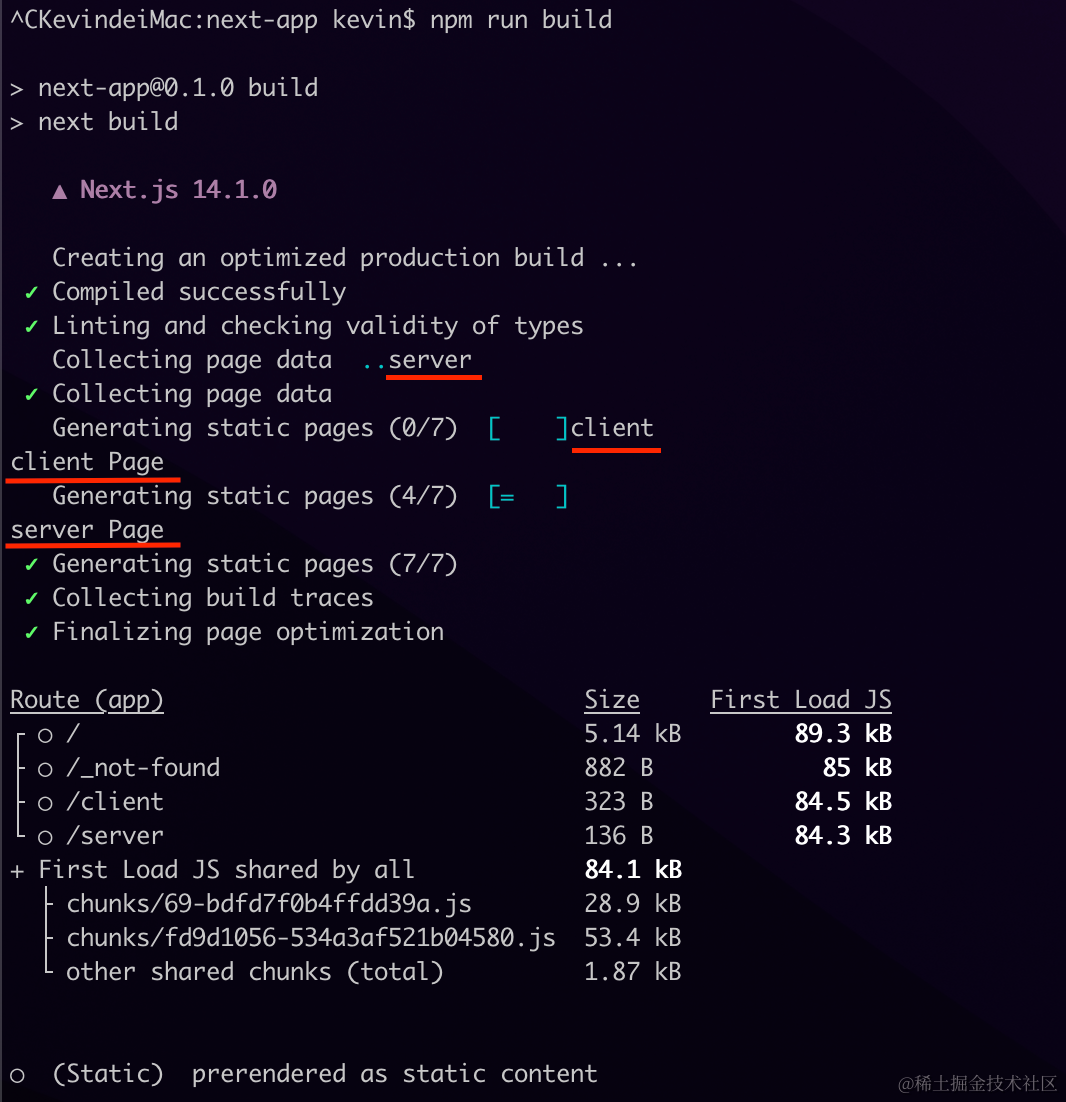 ^CKevindeiMac:next-app kevin$ npm run build
> next-app@0.1.0 build
> next build
▲ Next.js 14.1.0
Creating an optimized production build ...
✓ Compiled successfully
✓ Linting and checking validity of types
Collecting page data ..server
✓ Collecting page data
Generating static pages (0/7) [    ]client
client Page
Generating static pages (4/7) [=   ]
server Page
✓ Generating static pages (7/7)
✓ Collecting build traces
✓ Finalizing page optimization
Route (app) Size First Load JS
┌ ○ / 5.14 kB 89.3 kB
├ ○ /_not-found 882 B 85 kB
├ ○ /client 323 B 84.5 kB
└ ○ /server 136 B 84.3 kB
+ First Load JS shared by all 84.1 kB
├ chunks/69-bdfd7f0b4ffdd39a.js 28.9 kB
├ chunks/fd9d1056-534a3af521b04580.js 53.4 kB
└ other shared chunks (total) 1.87 kB
○ (Static) prerendered as static content
@稀土掘金技术社区